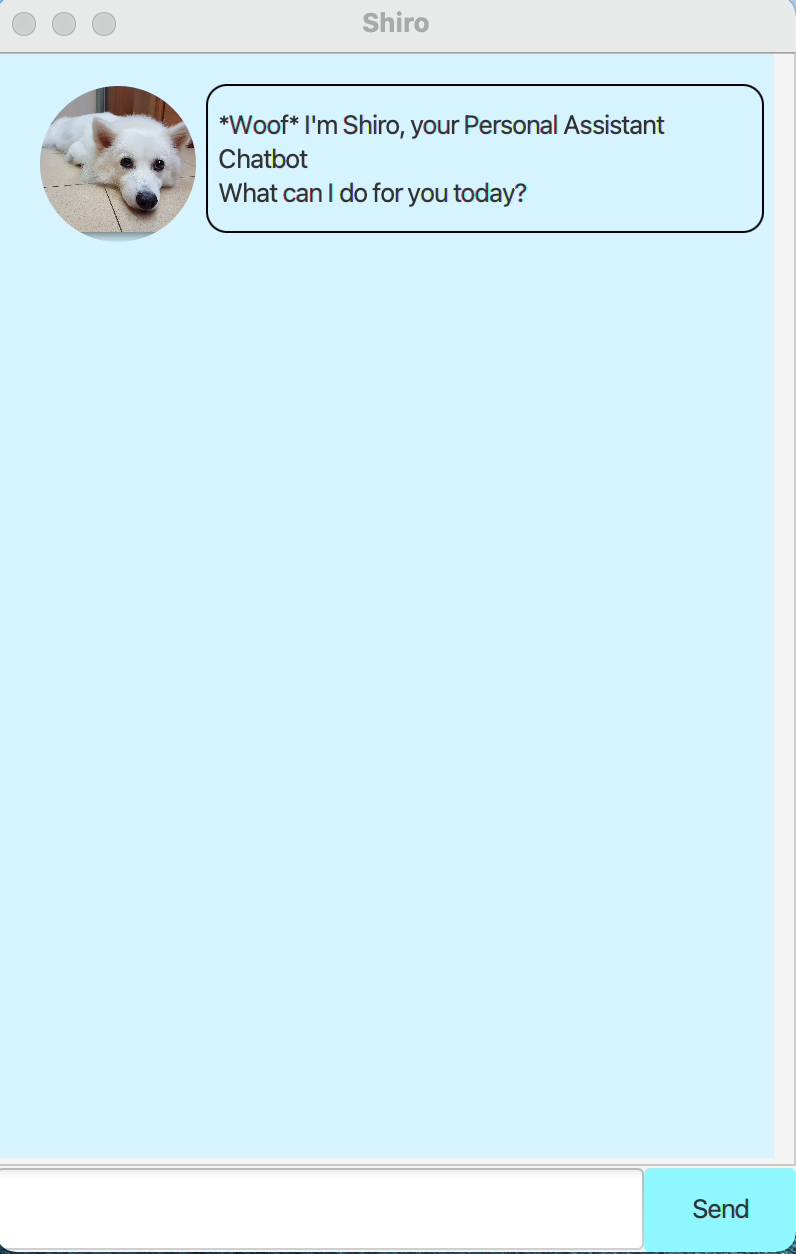 Shiro
*Woof* I'm Shiro, your Personal Assistant
Chatbot
What can I do for you today?
Send